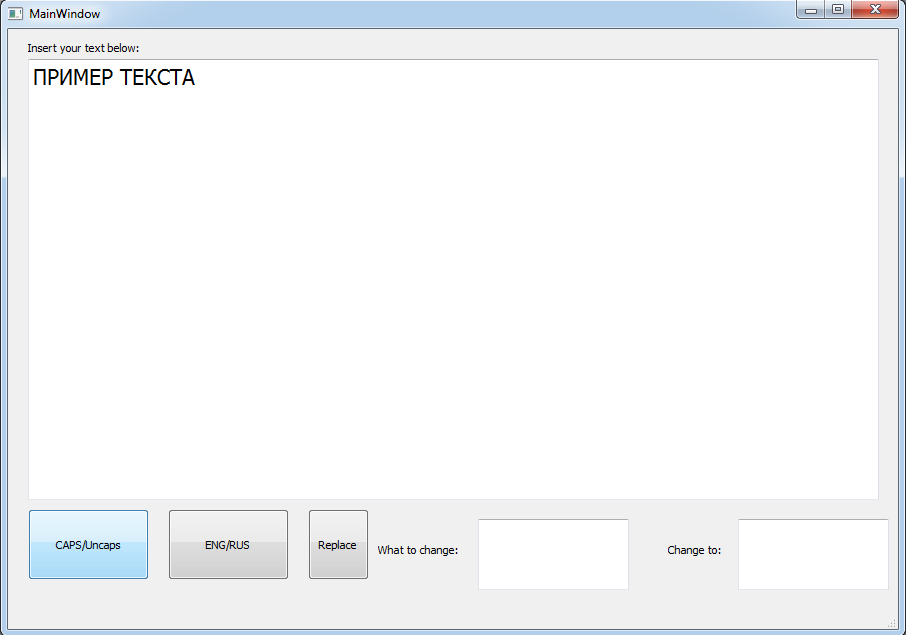 MainWindow
Insert your text below:
ПРИМЕР ТЕКСТА
CAPS/Uncaps
ENG/RUS
Replace
What to change:
Change to: